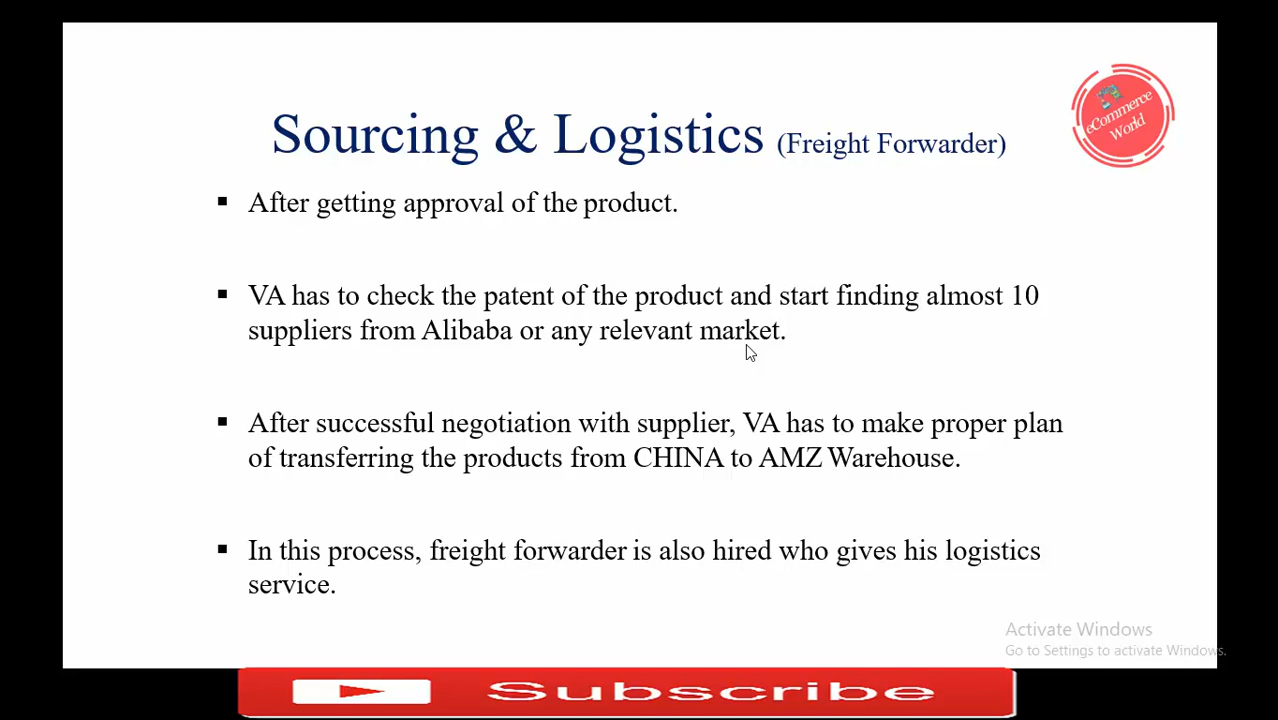 Sourcing & Logistics (Freight Forwarder)
eCommerce
World
▪ After getting approval of the product.
▪ VA has to check the patent of the product and start finding almost 10
suppliers from Alibaba or any relevant market.
▪ After successful negotiation with supplier, VA has to make proper plan
of transferring the products from CHINA to AMZ Warehouse.
▪ In this process, freight forwarder is also hired who gives his logistics
service.
Activate Windows
Go to Settings to activate Windows.
Subscribe